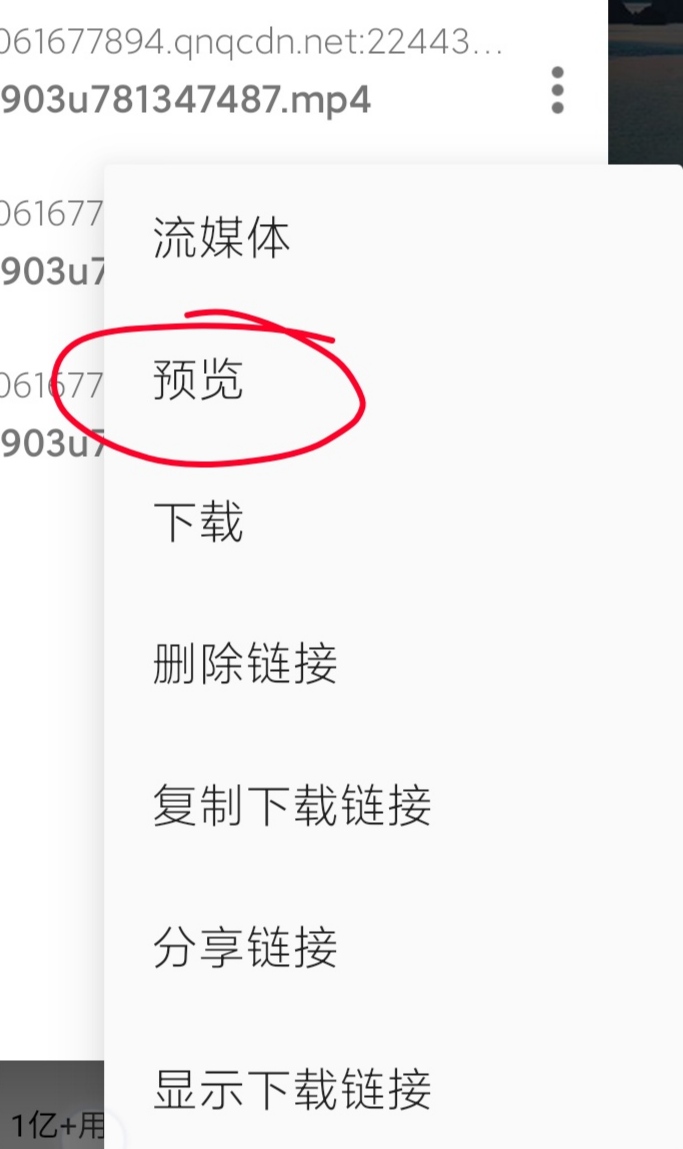 061677894.qnqcdn.net:22443...
903u781347487.mp4
061677
903u7
061677
903u7
流媒体
预览
下载
删除链接
复制下载链接
分享链接
显示下载链接
1亿+用